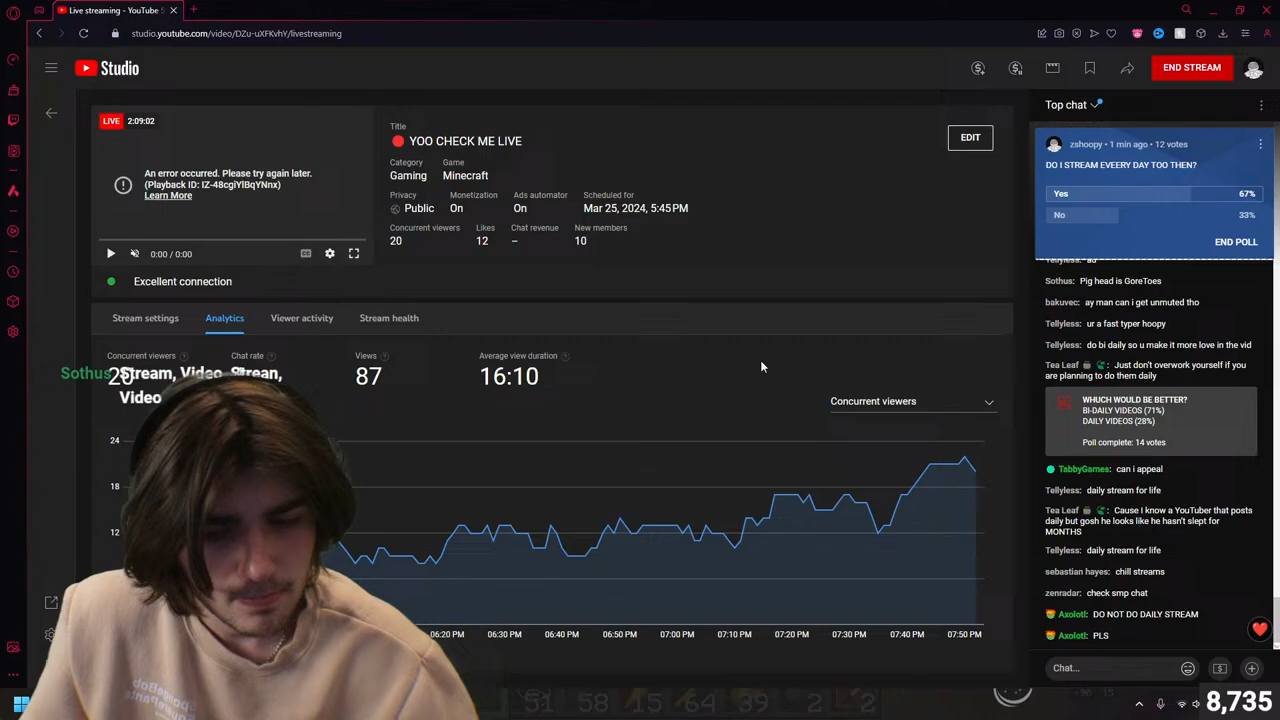 Live streaming - YouTube S
studio.youtube.com/video/DZu-uXFKvhY/livestreaming
Studio
END STREAM
LIVE 2:09:02
An error occurred. Please try again later.
(Playback ID: IZ-48cgiYlBqYNnx)
Learn More
0:00 / 0:00
Excellent connection
Title
YOO CHECK ME LIVE
EDIT
Category Game
Gaming Minecraft
Privacy Monetization Ads automator Scheduled for
Public On On Mar 25, 2024, 5:45 PM
Concurrent viewers Likes Chat revenue New members
20 12 – 10
Stream settings Analytics Viewer activity Stream health
Concurrent viewers Chat rate Views Average view duration
87 16:10
Sothus Stream, Video, Strean,
Video
Concurrent viewers
24
18
12
06:20 PM 06:30 PM 06:40 PM 06:50 PM 07:00 PM 07:10 PM 07:20 PM 07:30 PM 07:40 PM 07:50 PM
Top chat
zshoopy • 1 min ago • 12 votes
DO I STREAM EVEERY DAY TOO THEN?
Yes 67%
No 33%
END POLL
Tellyless: ad
Sothus: Pig head is GoreToes
bakuvec: ay man can i get unmuted tho
Tellyless: ur a fast typer hoopy
Tellyless: do bi daily so u make it more love in the vid
Tea Leaf: Just don't overwork yourself if you
are planning to do them daily
WHUCH WOULD BE BETTER?
BI-DAILY VIDEOS (71%)
DAILY VIDEOS (28%)
Poll complete: 14 votes
TabbyGames: can i appeal
Tellyless: daily stream for life
Tea Leaf: Cause I know a YouTuber that posts
daily but gosh he looks like he hasn't slept for
MONTHS
Tellyless: daily stream for life
sebastian hayes: chill streams
zenradar: check smp chat
Axolotl: DO NOT DO DAILY STREAM
Axolotl: PLS
Chat...
51 58 15 64 2 2
8,735